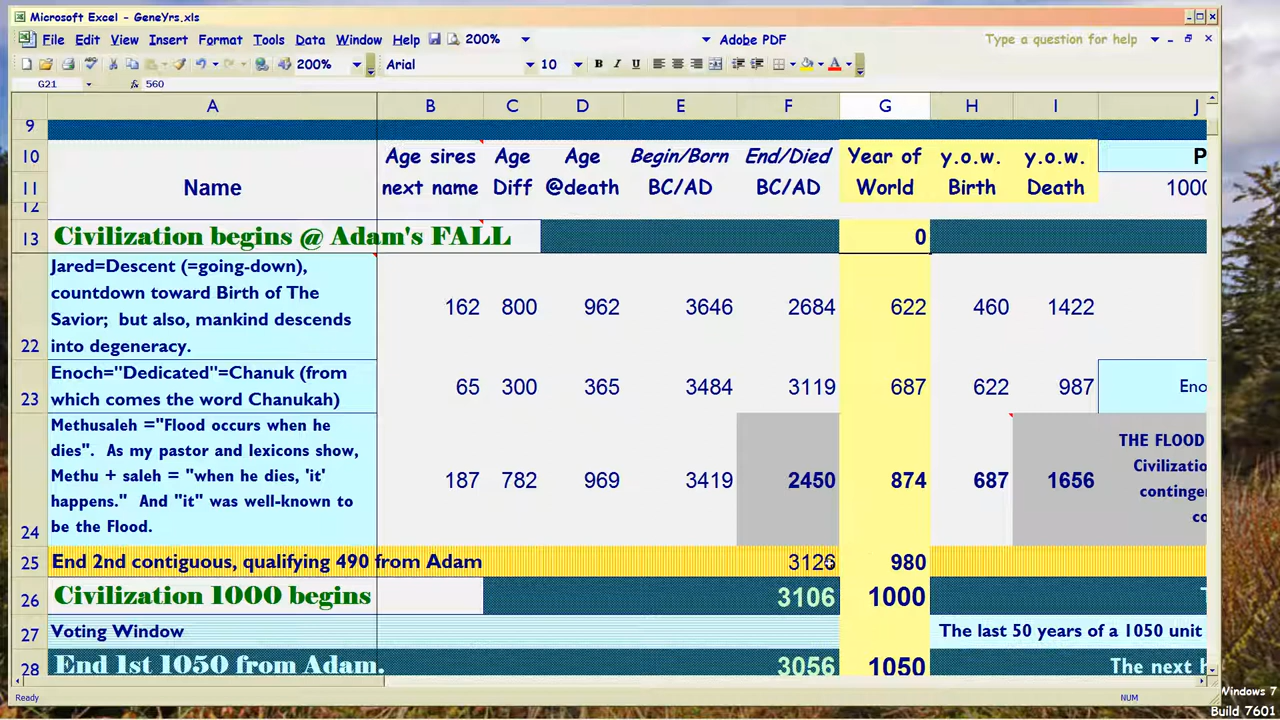 Microsoft Excel - GeneYrs.xls
File Edit View Insert Format Tools Data Window Help 200% Adobe PDF Type a question for help
200% Arial 10 B I U
G21 fx 560
A B C D E F G H I J
9
10 Age sires Age Age Begin/Born End/Died Year of y.o.w. y.o.w. P
11 Name next name Diff @death BC/AD BC/AD World Birth Death 1000
12
13 Civilization begins @ Adam's FALL 0
Jared=Descent (=going-down),
countdown toward Birth of The
Savior; but also, mankind descends
22 into degeneracy.
162 800 962 3646 2684 622 460 1422
Enoch="Dedicated"=Chanuk (from
23 which comes the word Chanukah)
65 300 365 3484 3119 687 622 987 Eno
Methusaleh ="Flood occurs when he
dies". As my pastor and lexicons show,
Methu + saleh = "when he dies, 'it'
happens." And "it" was well-known to
24 be the Flood.
187 782 969 3419 2450 874 687 1656
THE FLOOD
Civilizatio
continger
co
25 End 2nd contiguous, qualifying 490 from Adam 3126 980
26 Civilization 1000 begins 3106 1000
27 Voting Window The last 50 years of a 1050 unit
28 End 1st 1050 from Adam. 3056 1050 The next h
Ready NUM
Windows 7
Build 7601